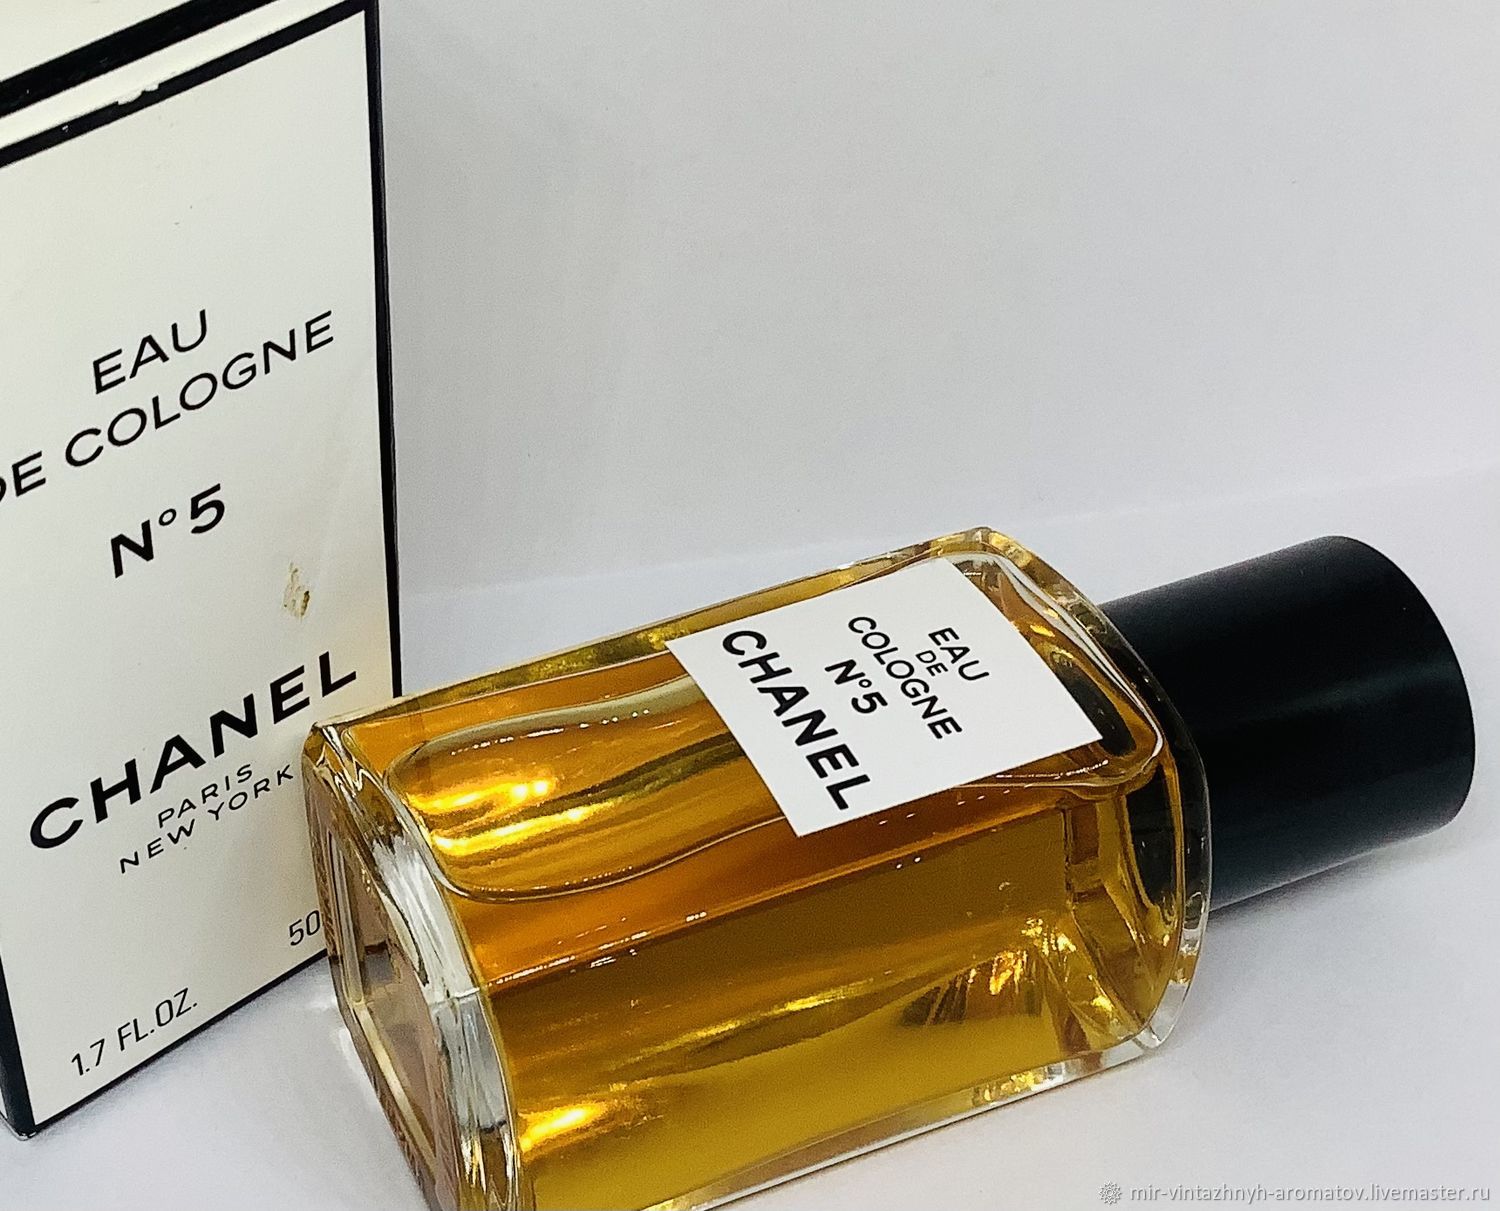 EAU
DE COLOGNE
N°5
CHANEL
PARIS
NEW YORK
50
1.7 FL.OZ.
EAU
DE
COLOGNE
N°5
CHANEL
mir-vintazhnyh-aromatov.livemaster.ru